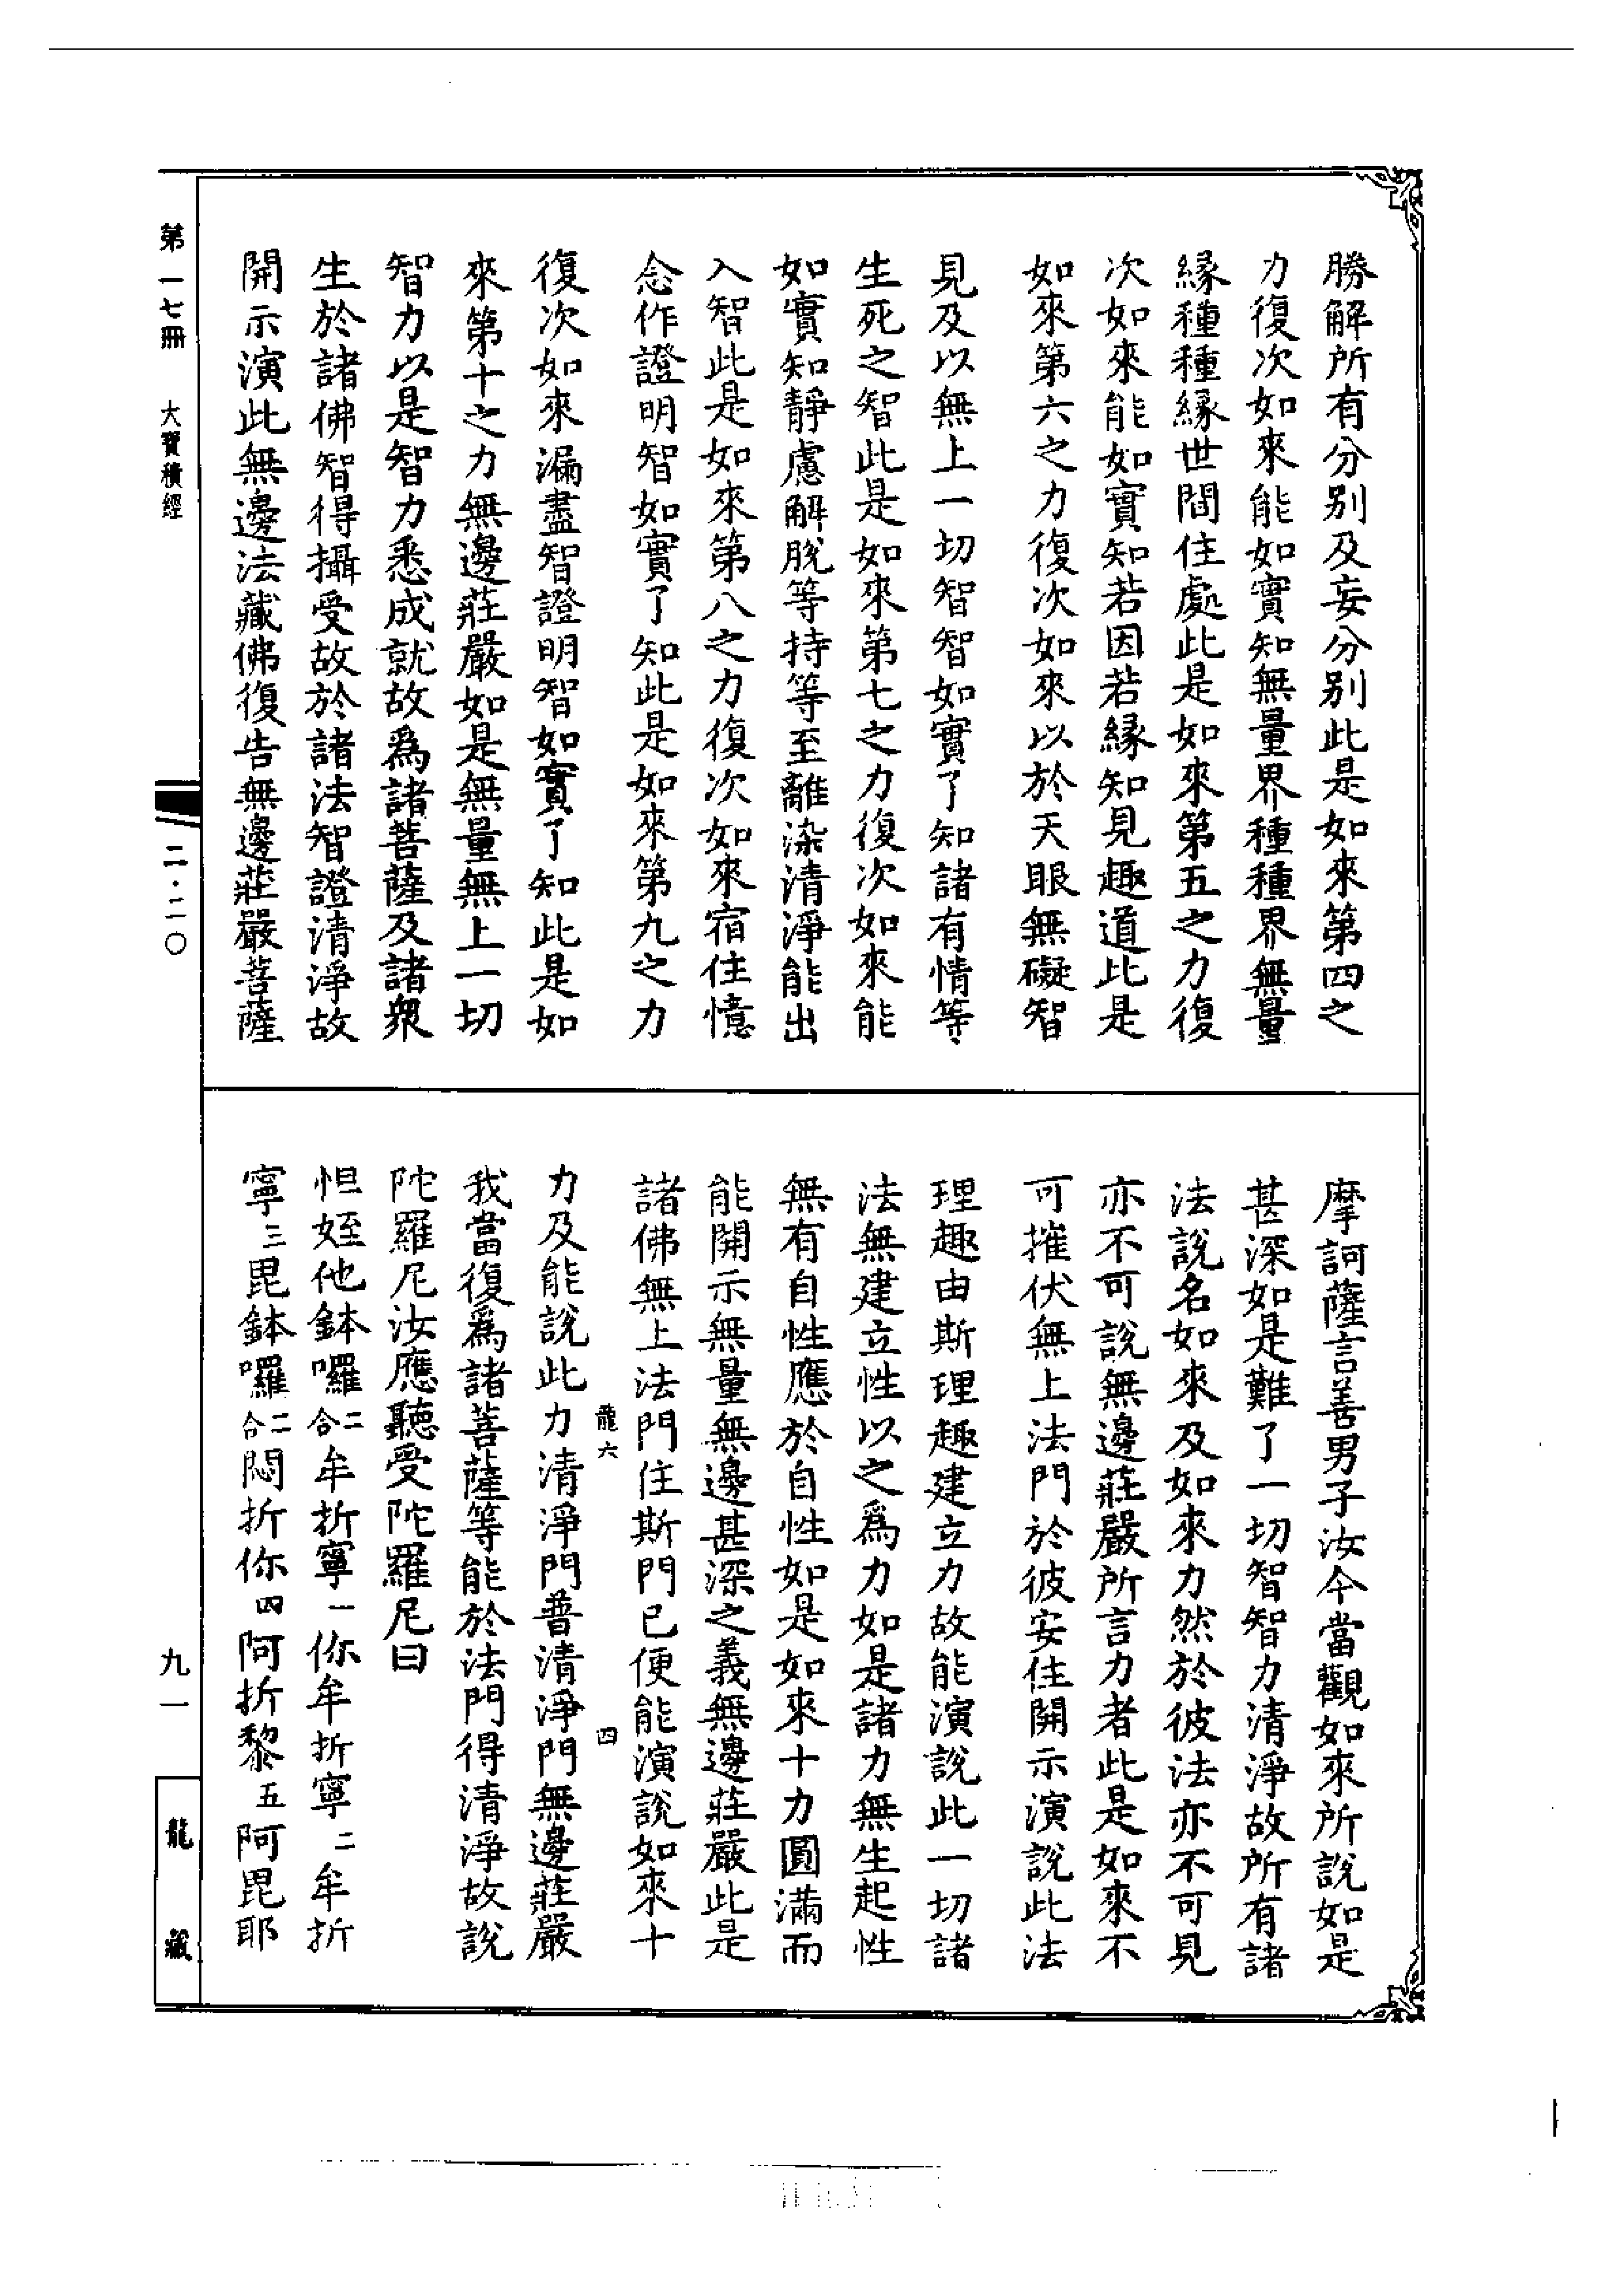 勝解所有分别及妄分别此是如來第四之
力復次如來能如實知無量界種種界無量
緣種種緣世間住處此是如來第五之力復
次如來能如實知若因若緣知見趣道此是
如來第六之力復次如來以於天眼無礙智
見及以無上一切智智如實了知諸有情等
生死之智此是如來第七之力復次如來能
如實知靜慮解脫等持等至離染清淨能出
入智此是如來第八之力復次如來宿住憶
念作證明智如實了知此是如來第九之力
復次如來漏盡智證明智如實了知此是如
來第十之力無邊莊嚴如是無量無上一切
智力以是智力悉成就故爲諸菩薩及諸衆
生於諸佛智得攝受故於諸法智證清淨故
開示演此無邊法藏佛復告無邊莊嚴菩薩
摩訶薩言善男子汝今當觀如來所說如是
甚深如是難了一切智智力清淨故所有諸
法說名如來及如來力然於彼法亦不可見
亦不可說無邊莊嚴所言力者此是如來不
可摧伏無上法門於彼安住開示演說此法
理趣由斯理趣建立力故能演說此一切諸
法無建立性以之爲力如是諸力無生起性
無有自性應於自性如是如來十力圓滿而
能開示無量無邊甚深之義無邊莊嚴此是
諸佛無上法門住斯門已便能演說如來十
龍六 四
力及能說此力清淨門普清淨門無邊莊嚴
我當復爲諸菩薩等能於法門得清淨故說
陀羅尼汝應聽受陀羅尼曰
怛姪他鉢囉二合牟折寧一你牟折寧二牟折
寧三毘鉢囉二合悶折你四阿折黎五阿毘耶
第一七冊 大寶積經 二·二〇 九一 龍藏